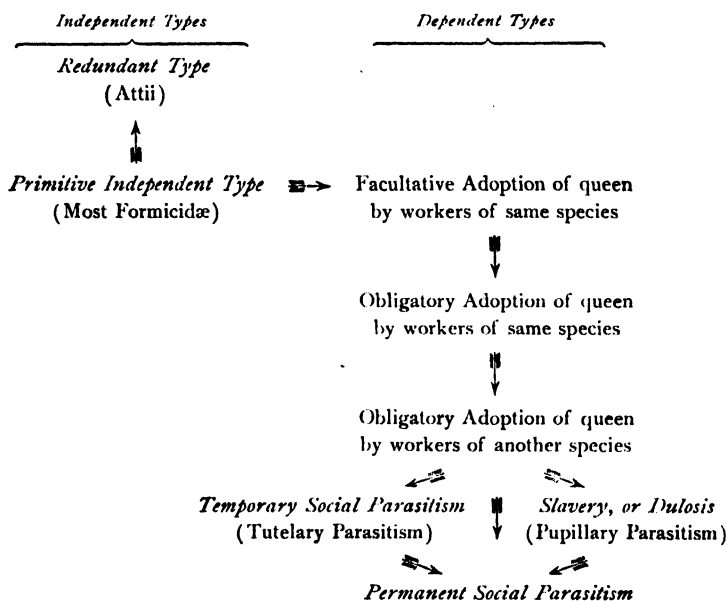 Independent Types
Dependent Types
Redundant Type
(Attii)
Primitive Independent Type
(Most Formicidæ)
Facultative Adoption of queen
by workers of same species
Obligatory Adoption of queen
by workers of same species
Obligatory Adoption of queen
by workers of another species
Temporary Social Parasitism
(Tutelary Parasitism)
Slavery, or Dulosis
(Pupillary Parasitism)
Permanent Social Parasitism